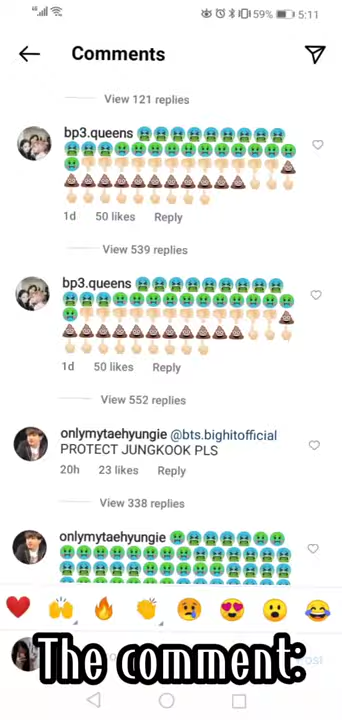 59% 5:11
Comments
View 121 replies
bp3.queens 🤮🤮🤮🤮🤮🤮🤮🤮🤮
1d 50 likes Reply
View 539 replies
bp3.queens
1d 50 likes Reply
View 552 replies
onlymytaehyungie @bts.bighitofficial
PROTECT JUNGKOOK PLS
20h 23 likes Reply
View 338 replies
onlymytaehyungie
The comment: